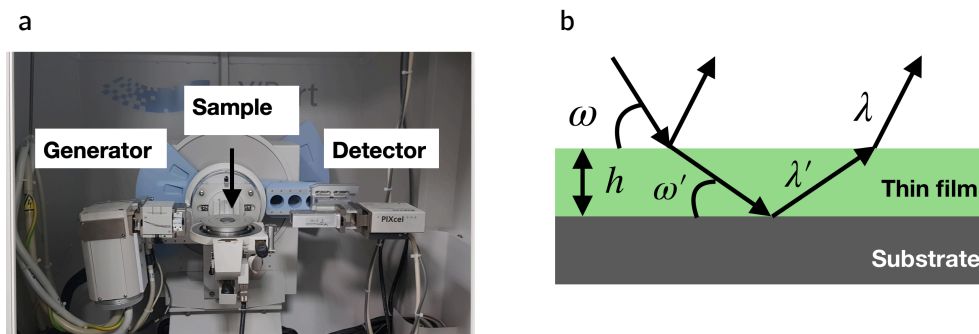 a
Sample
Generator
Detector
PIXcel
b
ω
λ
h
ω′
λ′
Thin film
Substrate